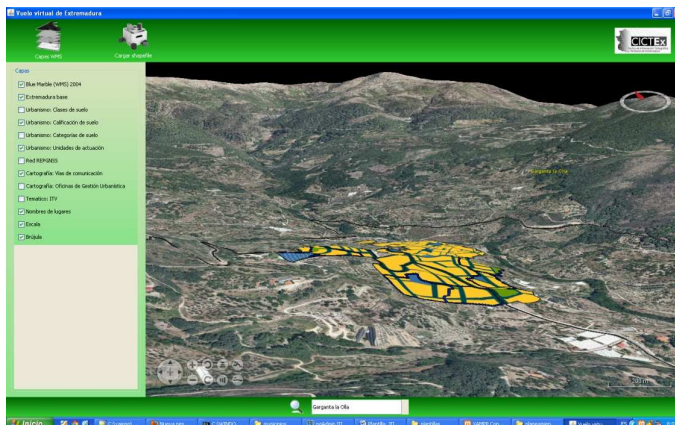 Vuelo virtual de Extremadura
Capas WMS
Cargar shapefile
CICTEx
Capas
Blue Marble (WMS) 2004
Extremadura base
Urbanismo: Clases de suelo
Urbanismo: Calificación de suelo
Urbanismo: Categorías de suelo
Urbanismo: Unidades de actuación
Red REPGNSS
Cartografía: Vías de comunicación
Cartografía: Oficinas de Gestión Urbanística
Tematico: ITV
Nombres de lugares
Escala
Brújula
Garganta la Olla
Garganta la Olla
Inicio
ES